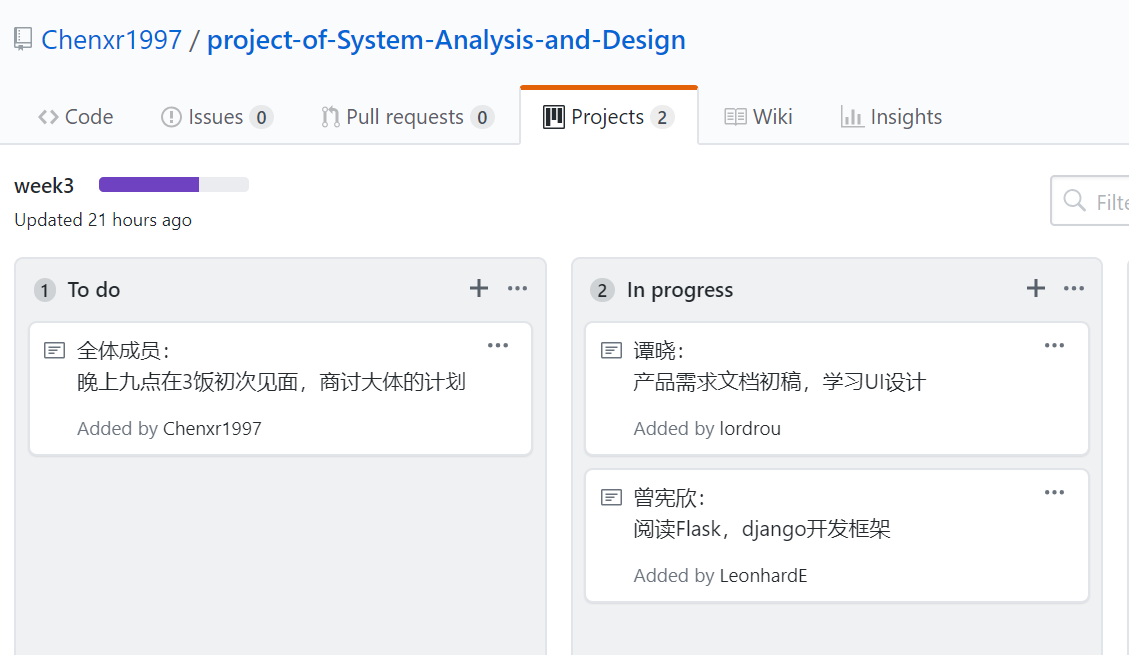 Chenxr1997 / project-of-System-Analysis-and-Design
Code Issues 0 Pull requests 0 Projects 2 Wiki Insights
week3
Updated 21 hours ago
Filte
1 To do
全体成员：
晚上九点在3饭初次见面，商讨大体的计划
Added by Chenxr1997
2 In progress
谭晓：
产品需求文档初稿，学习UI设计
Added by lordrou
曾宪欣：
阅读Flask，django开发框架
Added by LeonhardE